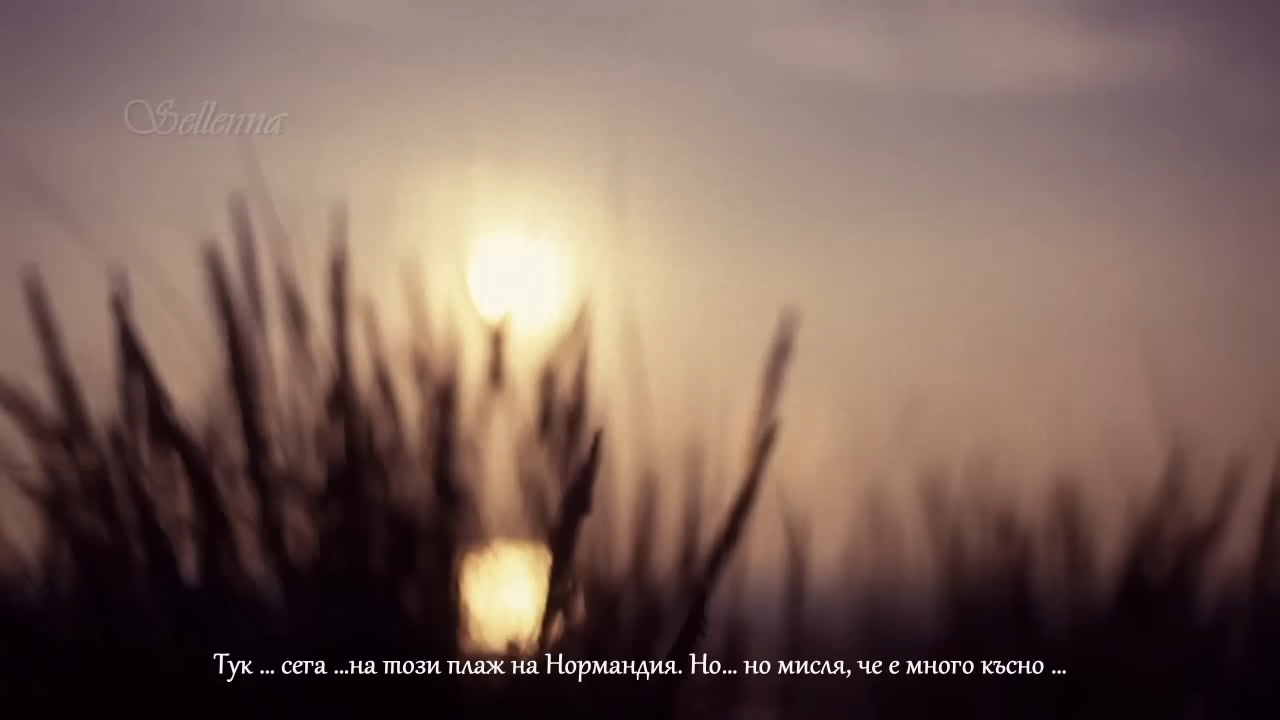 Sellenna
Тук ... сега ...на този плаж на Нормандия. Но... но мисля, че е много късно ...